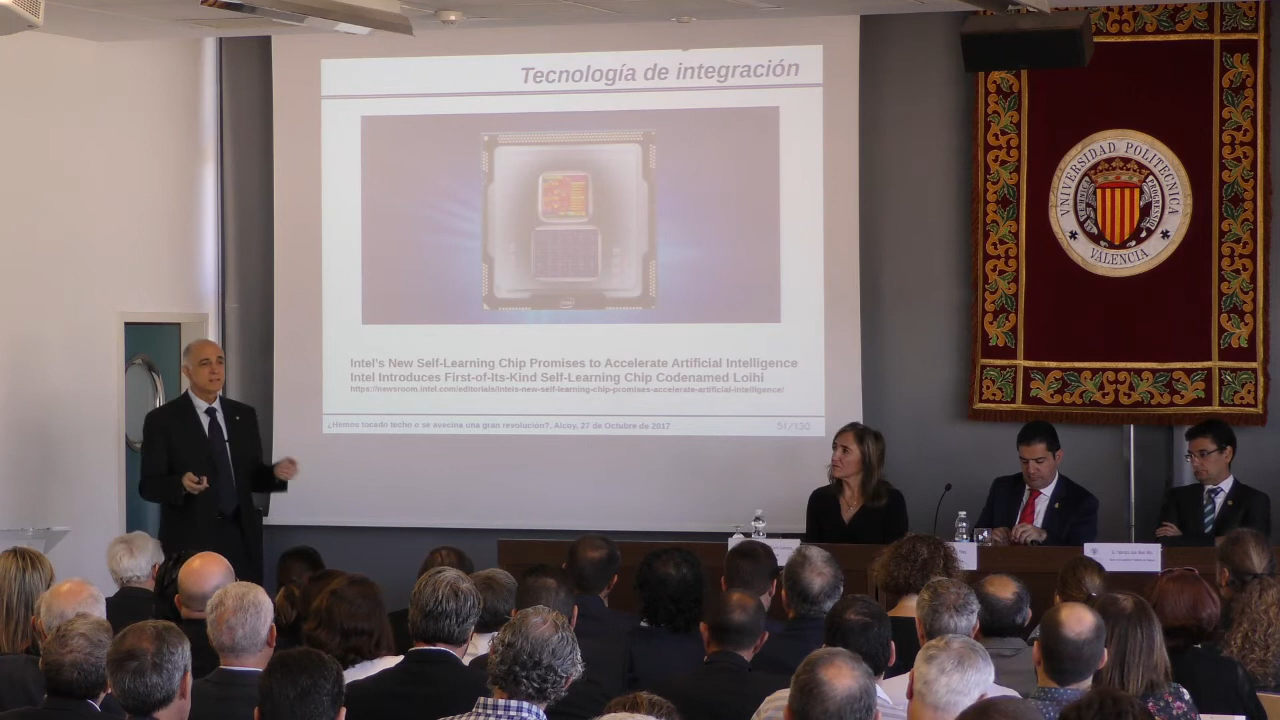 Tecnología de integración
Intel's New Self-Learning Chip Promises to Accelerate Artificial Intelligence
Intel Introduces First-of-Its-Kind Self-Learning Chip Codenamed Loihi
https://newsroom.intel.com/editorials/intels-new-self-learning-chip-promises-accelerate-artificial-intelligence/
¿Hemos tocado techo o se avecina una gran revolución?, Alcoy, 27 de Octubre de 2017
51/130
VNIVERSIDAD POLITECNICA
VALENCIA